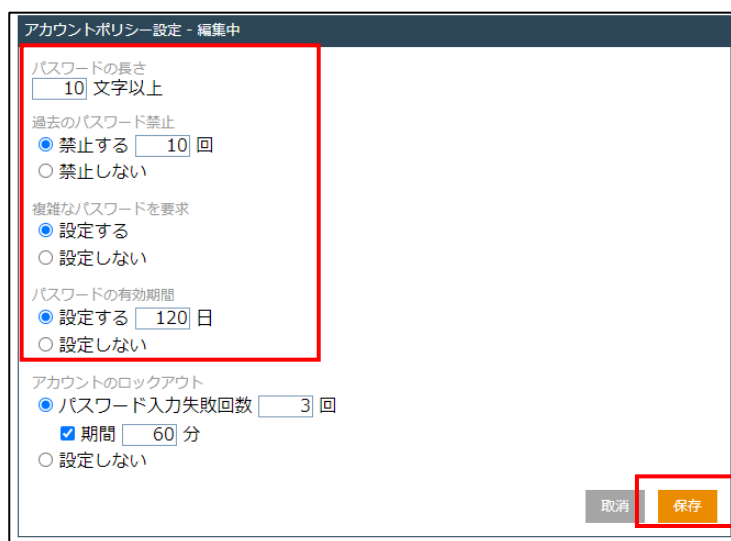 アカウントポリシー設定 - 編集中
パスワードの長さ
10 文字以上
過去のパスワード禁止
禁止する 10 回
禁止しない
複雑なパスワードを要求
設定する
設定しない
パスワードの有効期間
設定する 120 日
設定しない
アカウントのロックアウト
パスワード入力失敗回数 3 回
期間 60 分
設定しない
取消 保存